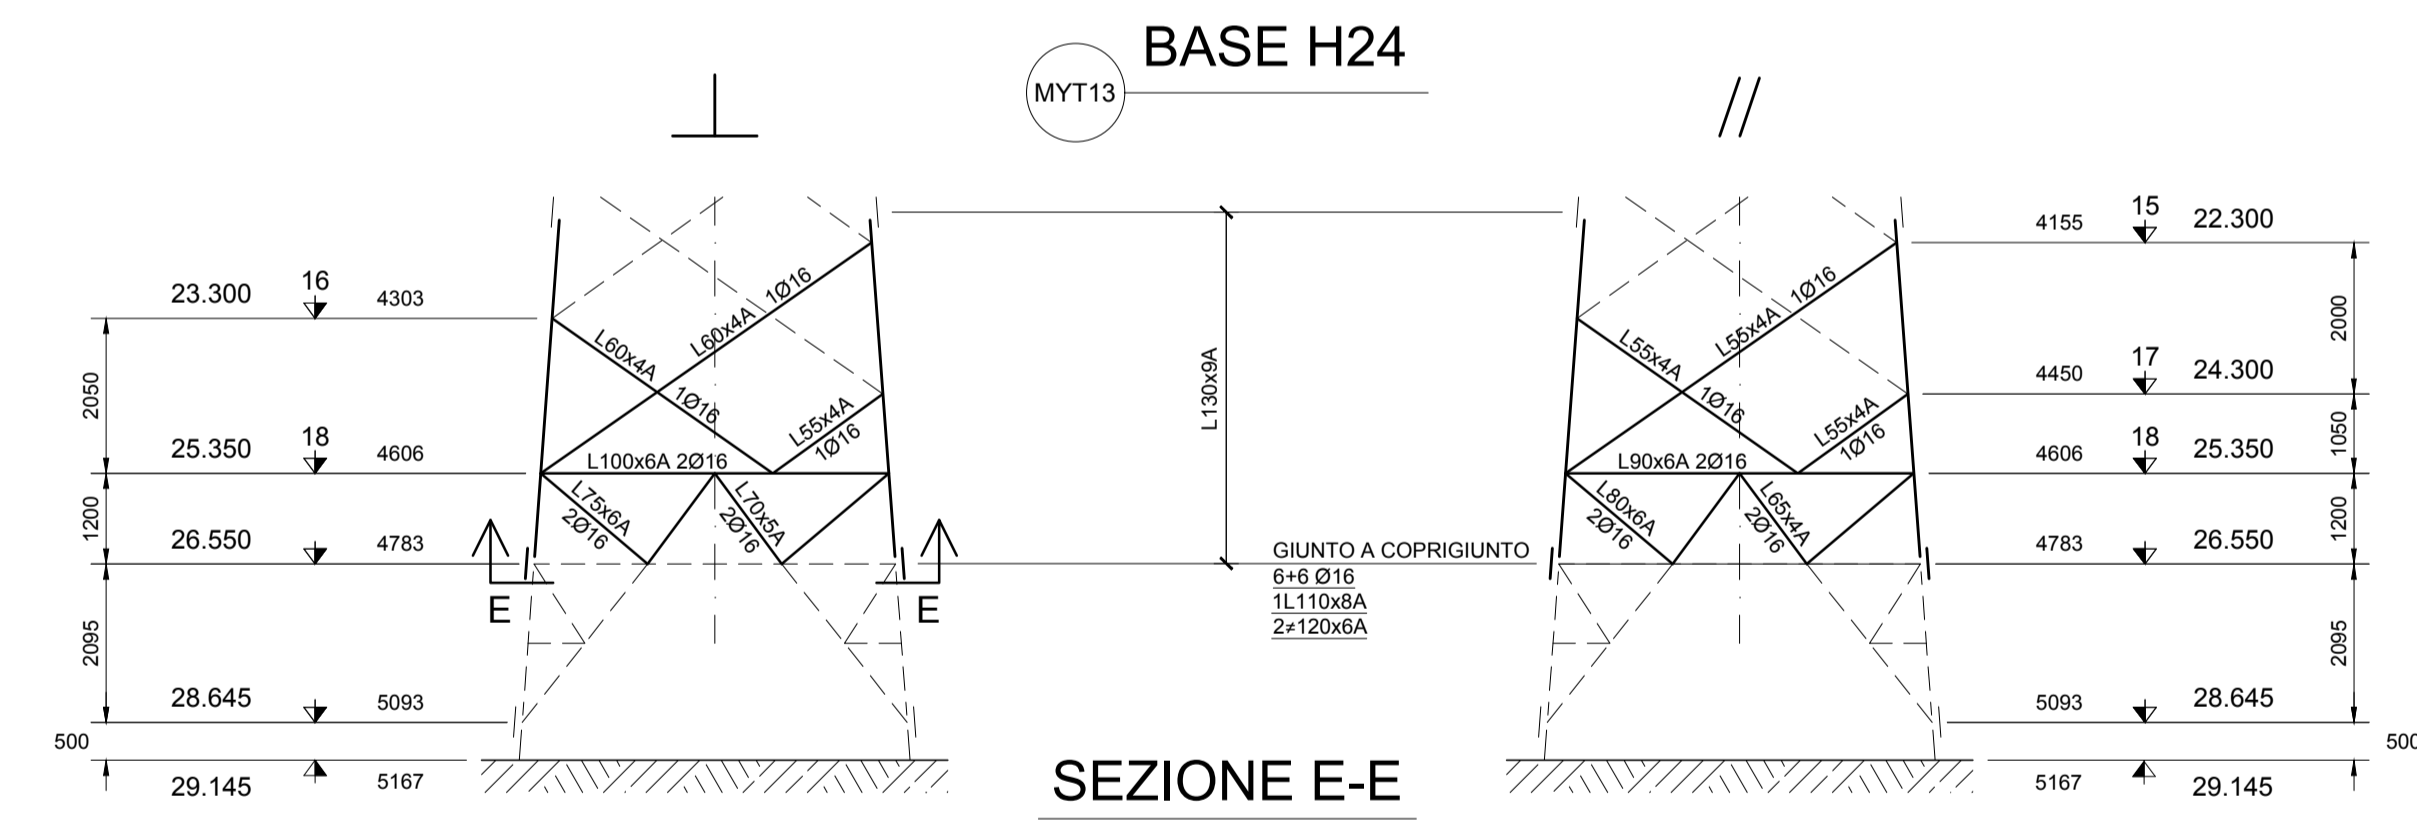 BASE H24
MYT13
23.300 16 4303
2050
25.350 18 4606
1200
26.550 4783
2095
28.645 5093
500
29.145 5167
L60x4A
1Ø16
L60x4A
1Ø16
L55x4A
1Ø16
L100x6A 2Ø16
L75x6A
2Ø16
L70x5A
2Ø16
E
E
L130x9A
GIUNTO A COPRIGIUNTO
6+6 Ø16
1L110x8A
2≠120x6A
L55x4A
1Ø16
L55x4A
1Ø16
L55x4A
1Ø16
L90x6A 2Ø16
L80x6A
2Ø16
L65x4A
2Ø16
4155 15 22.300
2000
4450 17 24.300
1050
4606 18 25.350
1200
4783 26.550
2095
5093 28.645
500
5167 29.145
SEZIONE E-E